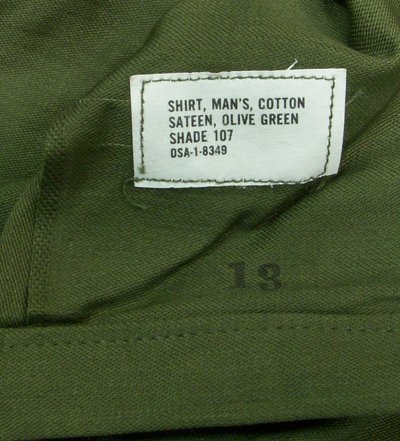 SHIRT, MAN'S, COTTON
SATEEN, OLIVE GREEN
SHADE 107
DSA-1-8349
13